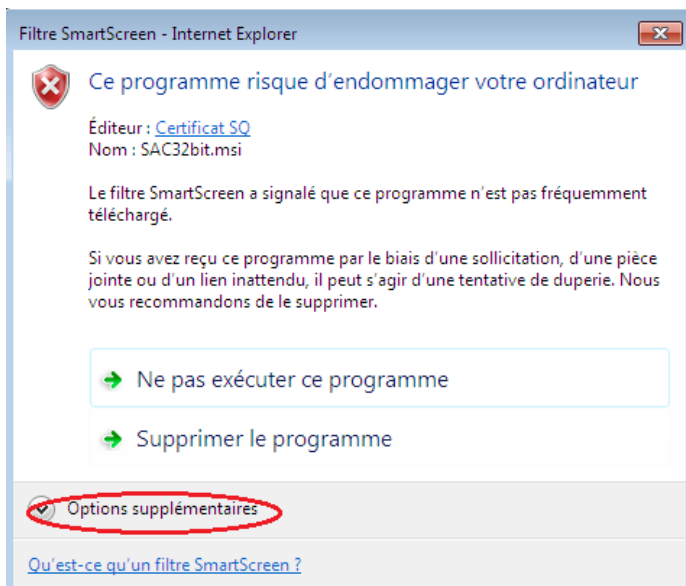 Filtre SmartScreen - Internet Explorer
Ce programme risque d'endommager votre ordinateur
Éditeur : Certificat SQ
Nom : SAC32bit.msi
Le filtre SmartScreen a signalé que ce programme n'est pas fréquemment
téléchargé.
Si vous avez reçu ce programme par le biais d'une sollicitation, d'une pièce
jointe ou d'un lien inattendu, il peut s'agir d'une tentative de duperie. Nous
vous recommandons de le supprimer.
Ne pas exécuter ce programme
Supprimer le programme
Options supplémentaires
Qu'est-ce qu'un filtre SmartScreen ?